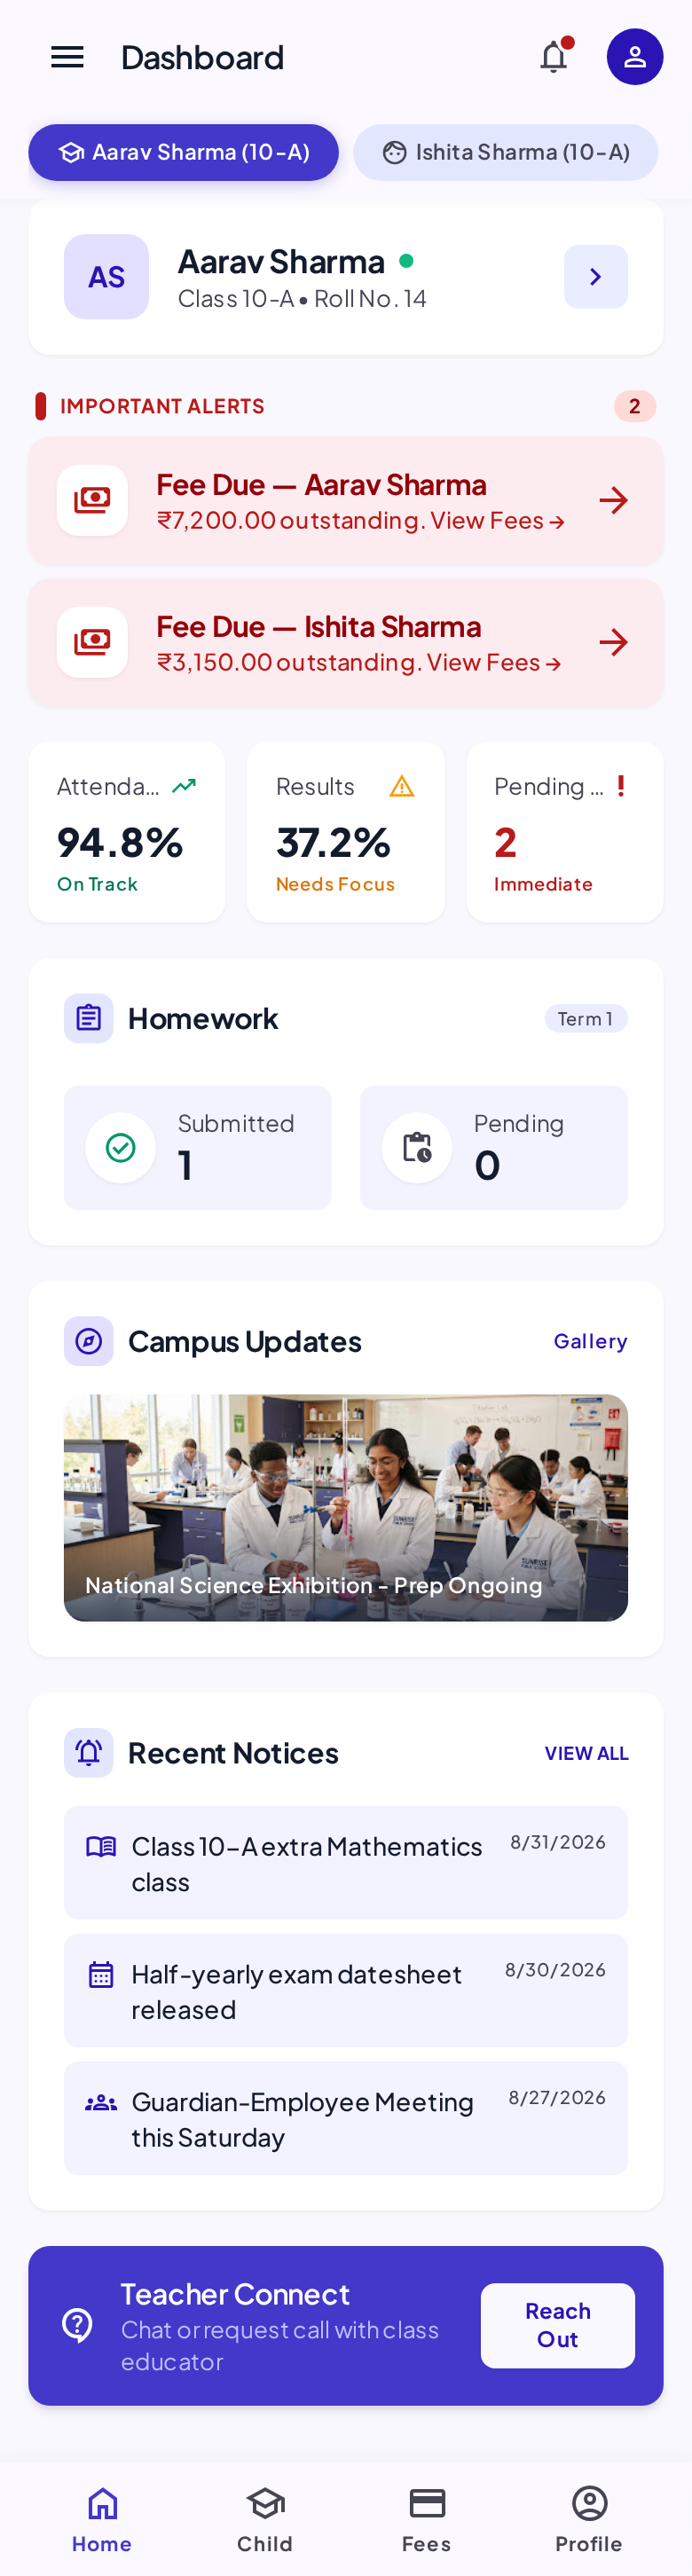 Dashboard
Aarav Sharma (10-A)
Ishita Sharma (10-A)
AS
Aarav Sharma
Class 10-A • Roll No. 14
IMPORTANT ALERTS
2
Fee Due — Aarav Sharma
₹7,200.00 outstanding. View Fees →
Fee Due — Ishita Sharma
₹3,150.00 outstanding. View Fees →
Attenda...
94.8%
On Track
Results
37.2%
Needs Focus
Pending ...
2
Immediate
Homework
Term 1
Submitted
1
Pending
0
Campus Updates
Gallery
National Science Exhibition - Prep Ongoing
Recent Notices
VIEW ALL
Class 10–A extra Mathematics
class
8/31/2026
Half-yearly exam datesheet
released
8/30/2026
Guardian-Employee Meeting
this Saturday
8/27/2026
Teacher Connect
Chat or request call with class
educator
Reach
Out
Home
Child
Fees
Profile